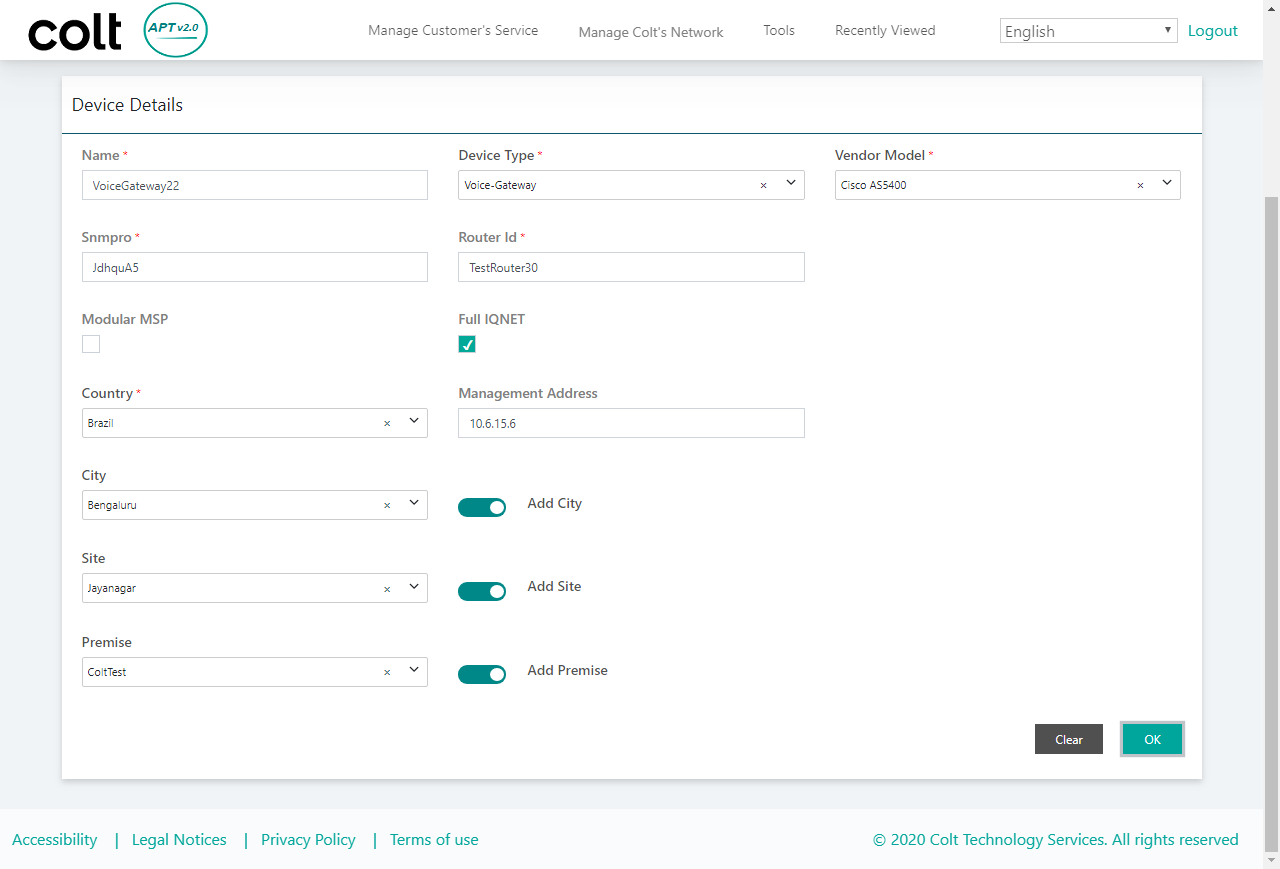 colt APT v2.0 Manage Customer's Service Manage Colt's Network Tools Recently Viewed English Logout
Device Details
Name * Device Type * Vendor Model *
VoiceGateway22 Voice-Gateway × Cisco AS5400 ×
Snmpro * Router Id *
JdhquA5 TestRouter30
Modular MSP Full IQNET
Country * Management Address
Brazil × 10.6.15.6
City
Bengaluru × Add City
Site
Jayanagar × Add Site
Premise
ColtTest × Add Premise
Clear OK
Accessibility | Legal Notices | Privacy Policy | Terms of use © 2020 Colt Technology Services. All rights reserved